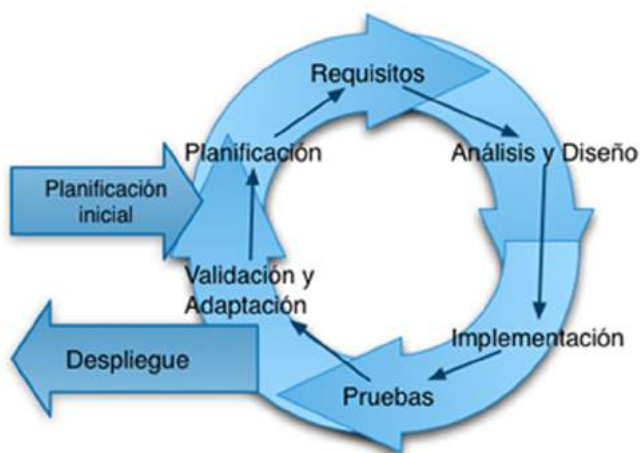 Requisitos
Planificación
Análisis y Diseño
Planificación
inicial
Validación y
Adaptación
Implementación
Despliegue
Pruebas